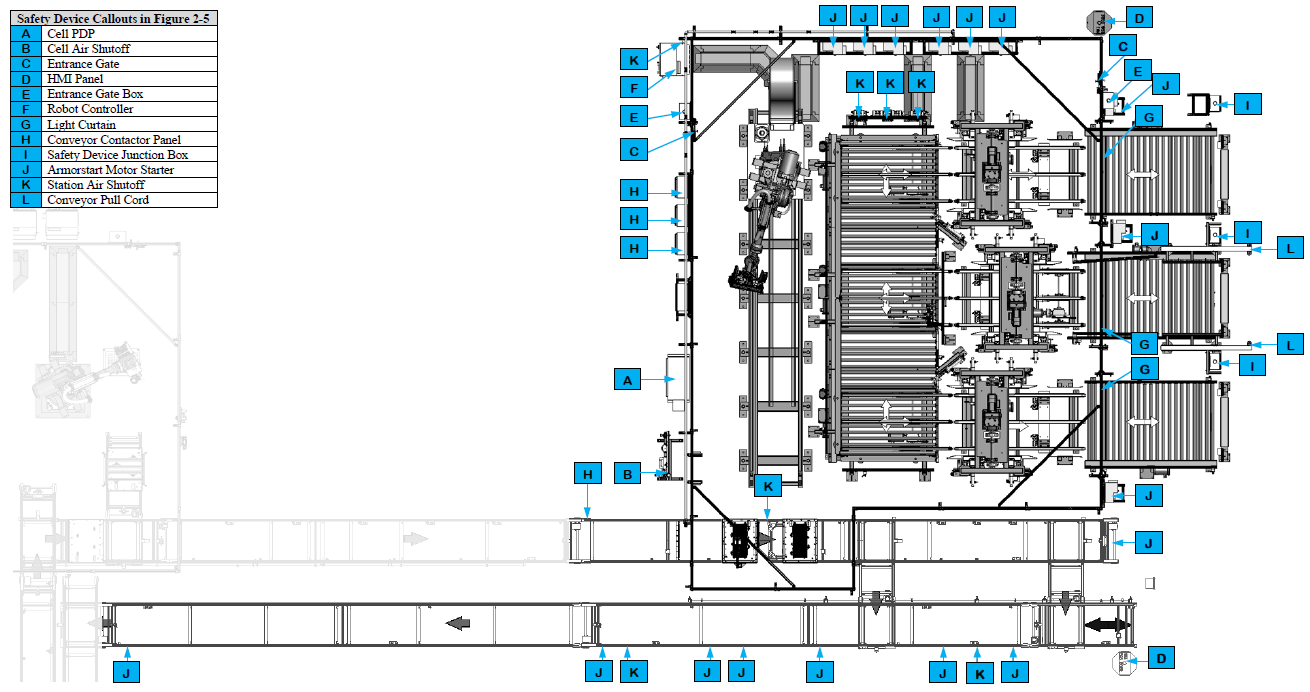 Safety Device Callouts in Figure 2-5
A Cell PDP
B Cell Air Shutoff
C Entrance Gate
D HMI Panel
E Entrance Gate Box
F Robot Controller
G Light Curtain
H Conveyor Contactor Panel
I Safety Device Junction Box
J Armorstart Motor Starter
K Station Air Shutoff
L Conveyor Pull Cord
J J J J J J D
K C
F K K K E J
E I
G
C
H
H I
J
H L
G L
I
A G
B
H K J
J
D
J J K J J J J K J